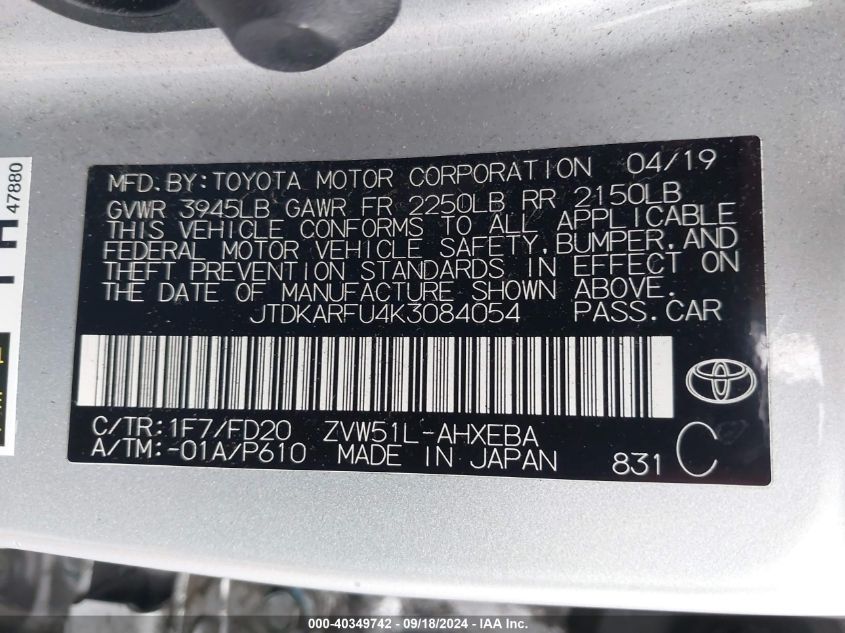 47880
MFD. BY: TOYOTA MOTOR CORPORATION 04/19
GVWR 3945LB GAWR FR 2250LB RR 2150LB
THIS VEHICLE CONFORMS TO ALL APPLICABLE
FEDERAL MOTOR VEHICLE SAFETY, BUMPER, AND
THEFT PREVENTION STANDARDS IN EFFECT ON
THE DATE OF MANUFACTURE SHOWN ABOVE.
JTDKARFU4K3084054 PASS. CAR
C/TR: 1F7/FD20 ZVW51L-AHXEBA
A/TM: -01A/P610 MADE IN JAPAN 831 C
000-40349742 - 09/18/2024 - Copyright © 2024 - IAA Inc.